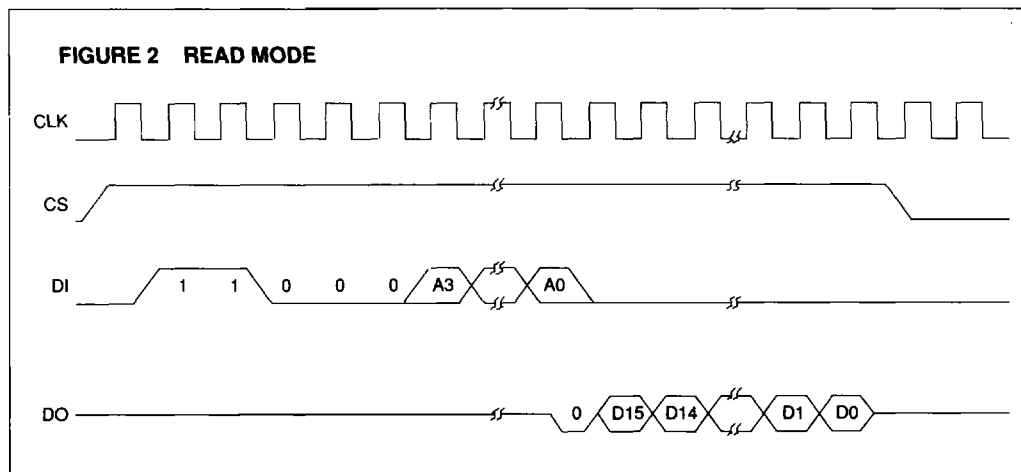 FIGURE 2 READ MODE
CLK
CS
DI 1 1 0 0 0 A3 A0
DO 0 D15 D14 D1 D0